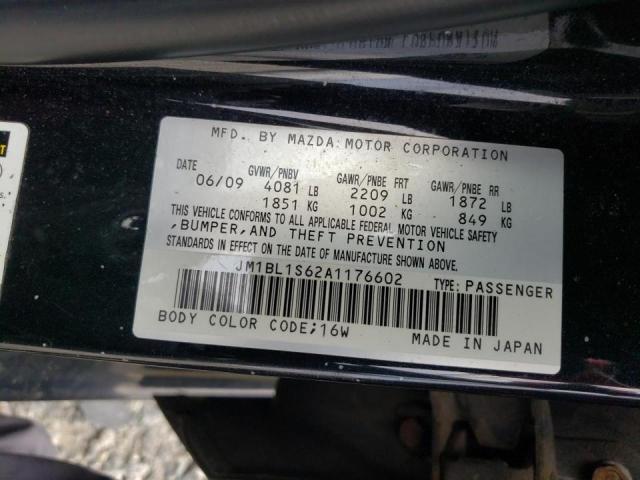 MFD. BY MAZDA MOTOR CORPORATION
DATE GVWR/PNBV GAWR/PNBE FRT GAWR/PNBE RR
06/09 4081 LB 2209 LB 1872 LB
1851 KG 1002 KG 849 KG
THIS VEHICLE CONFORMS TO ALL APPLICABLE FEDERAL MOTOR VEHICLE SAFETY
,BUMPER,AND THEFT PREVENTION
STANDARDS IN EFFECT ON THE DATE OF MANUFACTURE SHOWN ABOVE.
JM1BL1S62A1176602 TYPE: PASSENGER
BODY COLOR CODE;16W MADE IN JAPAN